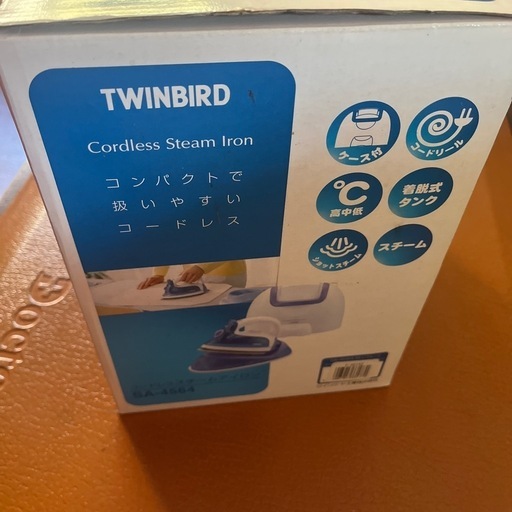 TWINBIRD
Cordless Steam Iron
コンパクトで
扱いやすい
コードレス
ケース付
コードリール
℃
高中低
着脱式
タンク
ショットスチーム
スチーム
SA-4084